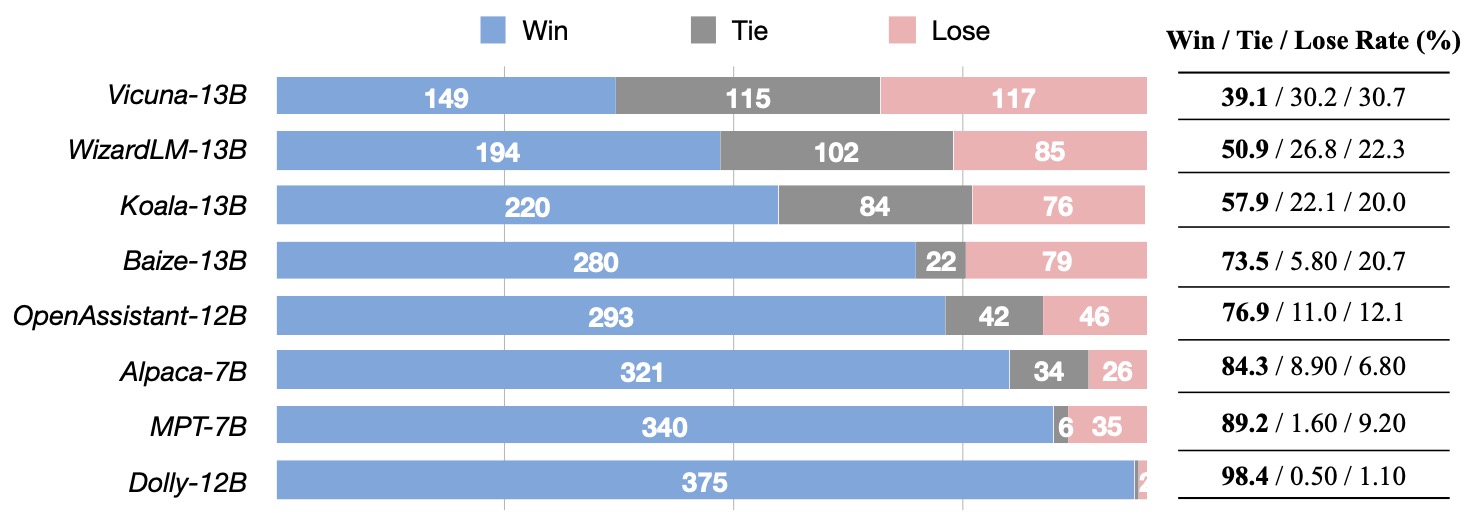 Win Tie Lose Win / Tie / Lose Rate (%)
Vicuna-13B 149 115 117 39.1 / 30.2 / 30.7
WizardLM-13B 194 102 85 50.9 / 26.8 / 22.3
Koala-13B 220 84 76 57.9 / 22.1 / 20.0
Baize-13B 280 22 79 73.5 / 5.80 / 20.7
OpenAssistant-12B 293 42 46 76.9 / 11.0 / 12.1
Alpaca-7B 321 34 26 84.3 / 8.90 / 6.80
MPT-7B 340 6 35 89.2 / 1.60 / 9.20
Dolly-12B 375 98.4 / 0.50 / 1.10